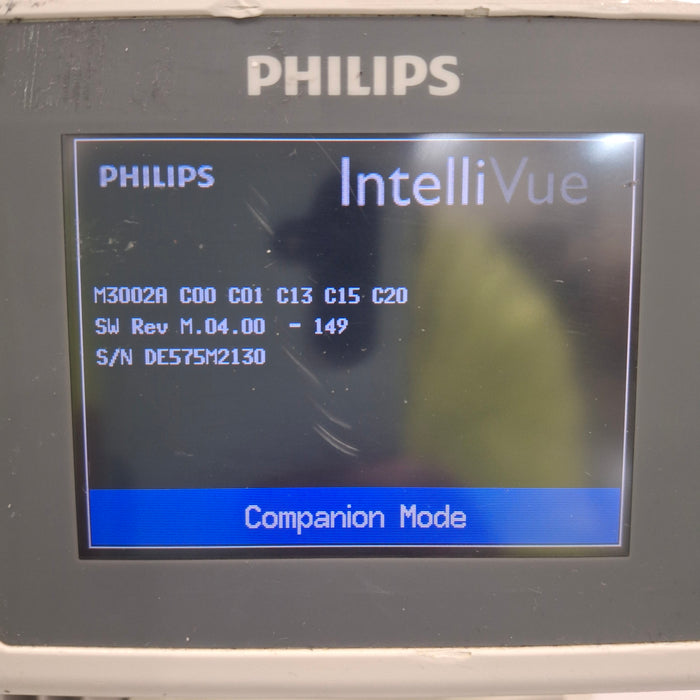 PHILIPS
PHILIPS IntelliVue
M3002A C00 C01 C13 C15 C20
SW Rev M.04.00 - 149
S/N DE575M2130
Companion Mode